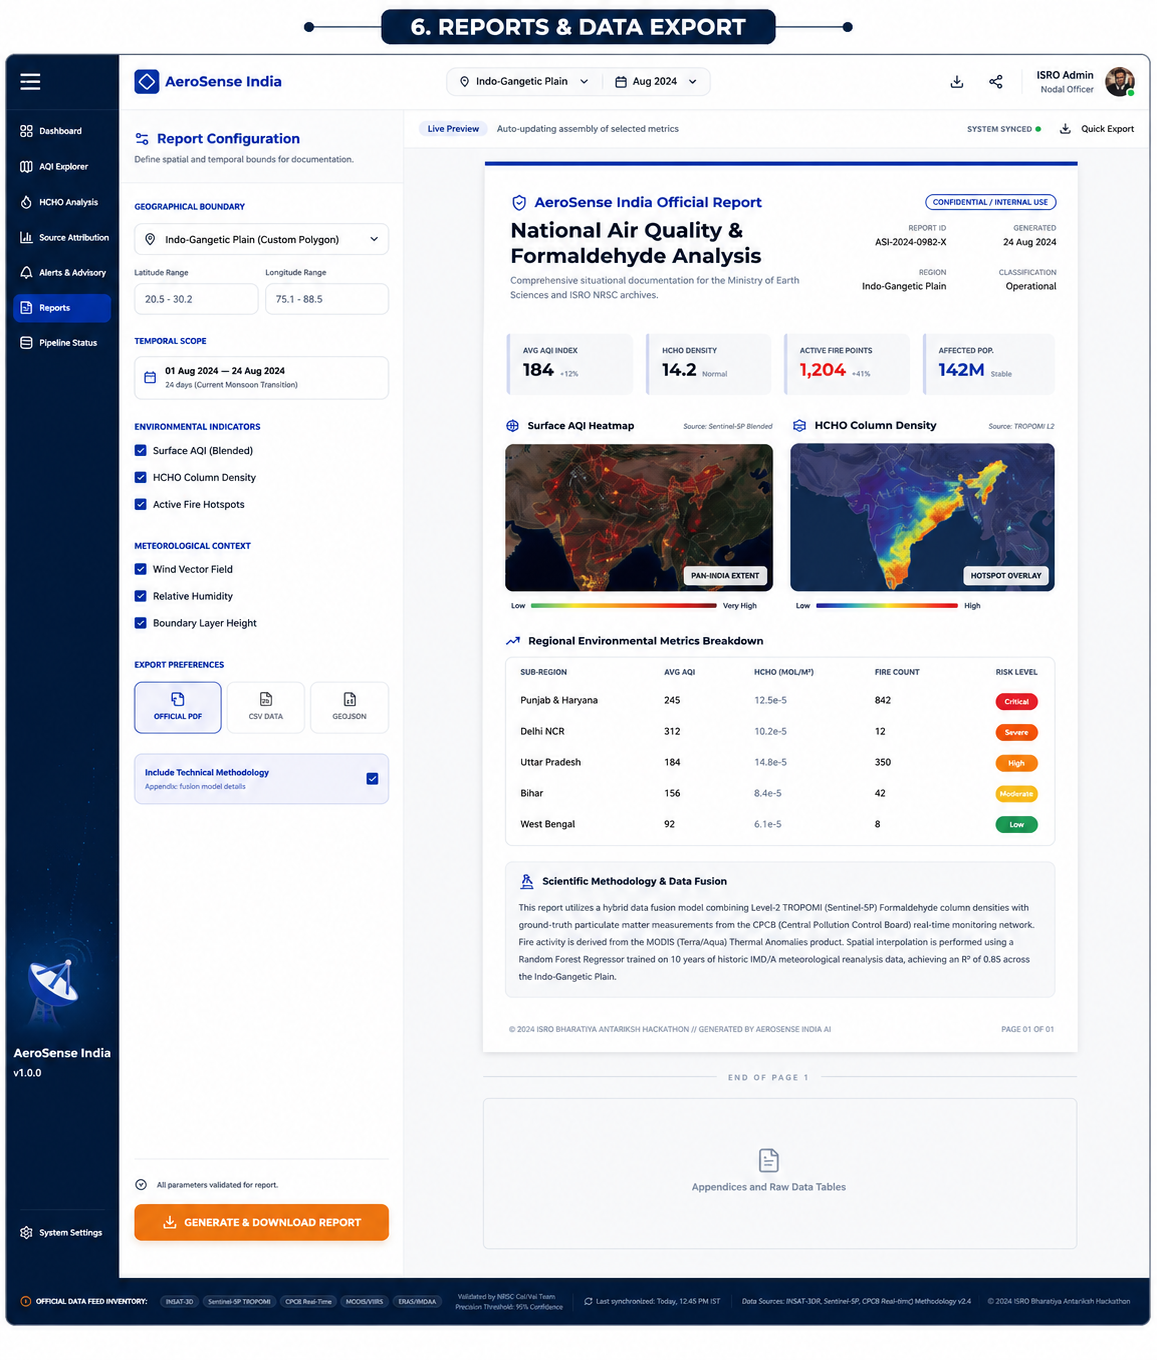 6. REPORTS & DATA EXPORT
AeroSense India
Indo-Gangetic Plain
Aug 2024
ISRO Admin
Nodal Officer
Dashboard
AQI Explorer
HCHO Analysis
Source Attribution
Alerts & Advisory
Reports
Pipeline Status
AeroSense India
v1.0.0
System Settings
Report Configuration
Define spatial and temporal bounds for documentation.
GEOGRAPHICAL BOUNDARY
Indo-Gangetic Plain (Custom Polygon)
Latitude Range
Longitude Range
20.5 - 30.2
75.1 - 88.5
TEMPORAL SCOPE
01 Aug 2024 — 24 Aug 2024
24 days (Current Monsoon Transition)
ENVIRONMENTAL INDICATORS
Surface AQI (Blended)
HCHO Column Density
Active Fire Hotspots
METEOROLOGICAL CONTEXT
Wind Vector Field
Relative Humidity
Boundary Layer Height
EXPORT PREFERENCES
OFFICIAL PDF
CSV DATA
GEOJSON
Include Technical Methodology
Appendix: fusion model details
All parameters validated for report.
GENERATE & DOWNLOAD REPORT
Live Preview
Auto-updating assembly of selected metrics
SYSTEM SYNCED
Quick Export
AeroSense India Official Report
CONFIDENTIAL / INTERNAL USE
National Air Quality &
Formaldehyde Analysis
Comprehensive situational documentation for the Ministry of Earth
Sciences and ISRO NRSC archives.
REPORT ID
GENERATED
ASI-2024-0982-X
24 Aug 2024
REGION
CLASSIFICATION
Indo-Gangetic Plain
Operational
AVG AQI INDEX
184 +12%
HCHO DENSITY
14.2 Normal
ACTIVE FIRE POINTS
1,204 +41%
AFFECTED POP.
142M Stable
Surface AQI Heatmap
Source: Sentinel-5P Blended
PAN-INDIA EXTENT
Low
Very High
HCHO Column Density
Source: TROPOMI L2
HOTSPOT OVERLAY
Low
High
Regional Environmental Metrics Breakdown
SUB-REGION AVG AQI HCHO (MOL/M²) FIRE COUNT RISK LEVEL
Punjab & Haryana 245 12.5e-5 842 Critical
Delhi NCR 312 10.2e-5 12 Severe
Uttar Pradesh 184 14.8e-5 350 High
Bihar 156 8.4e-5 42 Moderate
West Bengal 92 6.1e-5 8 Low
Scientific Methodology & Data Fusion
This report utilizes a hybrid data fusion model combining Level-2 TROPOMI (Sentinel-5P) Formaldehyde column densities with
ground-truth particulate matter measurements from the CPCB (Central Pollution Control Board) real-time monitoring network.
Fire activity is derived from the MODIS (Terra/Aqua) Thermal Anomalies product. Spatial interpolation is performed using a
Random Forest Regressor trained on 10 years of historic IMD/A meteorological reanalysis data, achieving an R² of 0.85 across
the Indo-Gangetic Plain.
© 2024 ISRO BHARATIYA ANTARIKSH HACKATHON // GENERATED BY AEROSENSE INDIA AI
PAGE 01 OF 01
END OF PAGE 1
Appendices and Raw Data Tables
OFFICIAL DATA FEED INVENTORY:
INSAT-3D
Sentinel-5P TROPOMI
CPCB Real-Time
MODIS/VIIRS
ERA5/IMDAA
Validated by NRSC Cal/Val Team
Precision Threshold: 95% Confidence
Last synchronized: Today, 12.45 PM IST
Data Sources: INSAT-3DR, Sentinel-5P, CPCB Real-time) Methodology v2.4
© 2024 ISRO Bharatiya Antariksh Hackathon